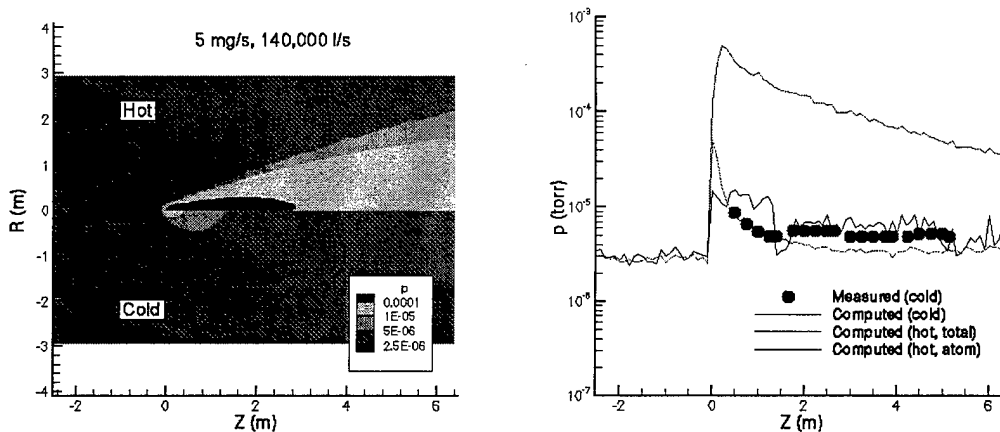 5 mg/s, 140,000 l/s
Hot
Cold
R (m)
4
3
2
1
0
-1
-2
-3
-4
-2
0
2
4
6
Z (m)
p
0.0001
1E-05
5E-06
2.5E-06
p (torr)
10⁻³
10⁻⁴
10⁻⁵
10⁻⁶
10⁻⁷
-2
0
2
4
6
Z (m)
Measured (cold)
Computed (cold)
Computed (hot, total)
Computed (hot, atom)